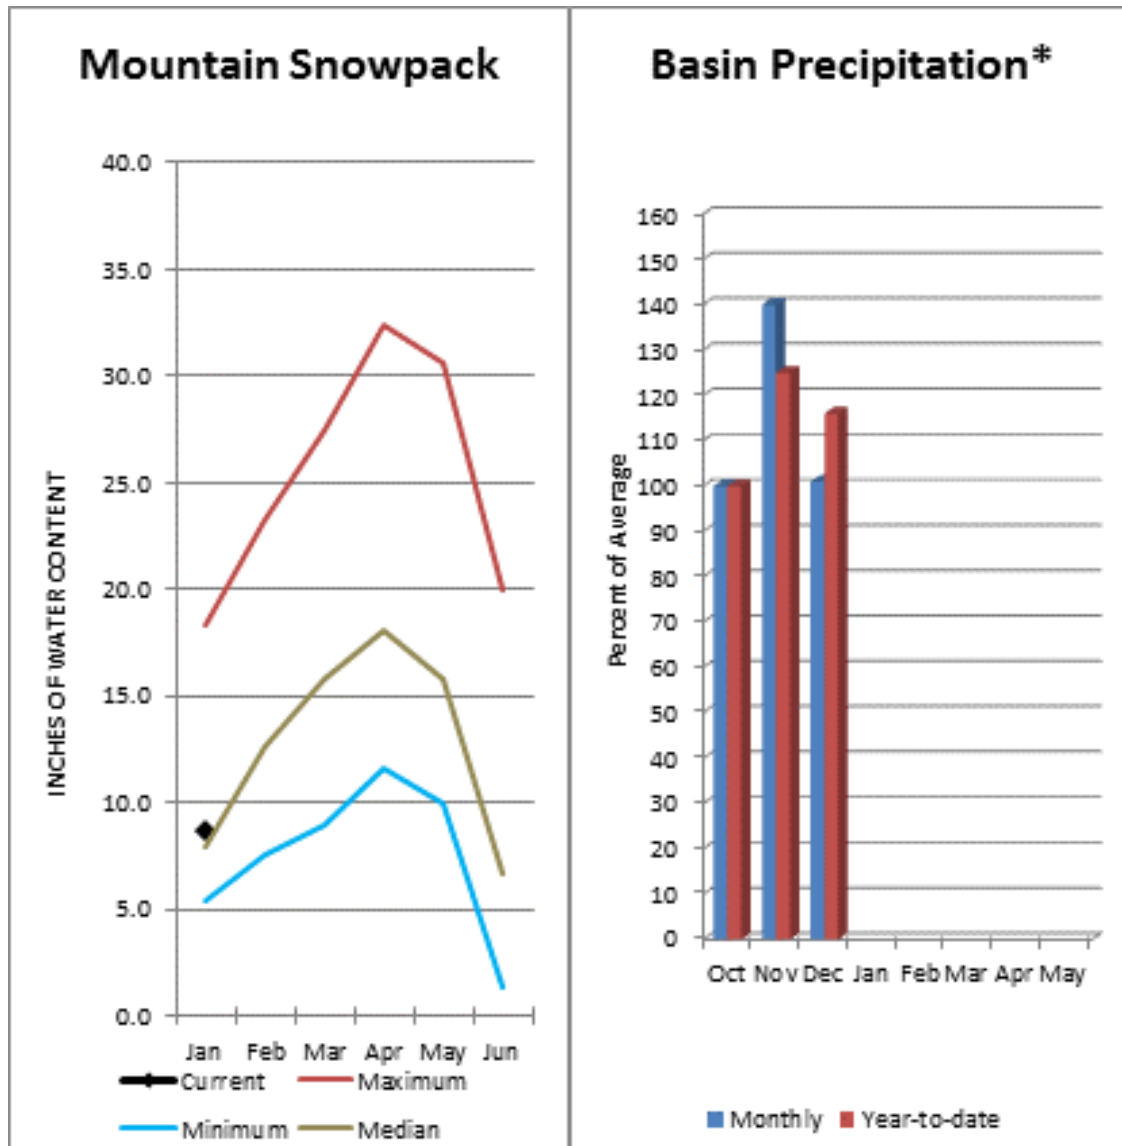 Mountain Snowpack
40.0
35.0
30.0
25.0
20.0
15.0
10.0
5.0
0.0
INCHES OF WATER CONTENT
Jan Feb Mar Apr May Jun
Current Maximum
Minimum Median
Basin Precipitation*
160
150
140
130
120
110
100
90
80
70
60
50
40
30
20
10
0
Percent of Average
Oct Nov Dec Jan Feb Mar Apr May
Monthly Year-to-date